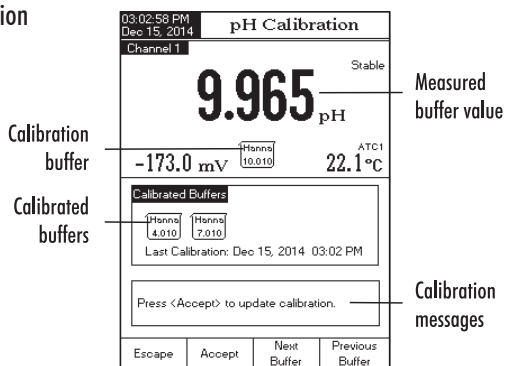 ion
03:02:58 PM
Dec 15, 2014
pH Calibration
Channel 1
Stable
9.965 pH
Measured
buffer value
Calibration
buffer
Hanna
10.010
-173.0 mV
ATC1
22.1°C
Calibrated
buffers
Calibrated Buffers
Hanna
4.010
Hanna
7.010
Last Calibration: Dec 15, 2014 03:02 PM
Press <Accept> to update calibration.
Calibration
messages
Escape
Accept
Next
Buffer
Previous
Buffer